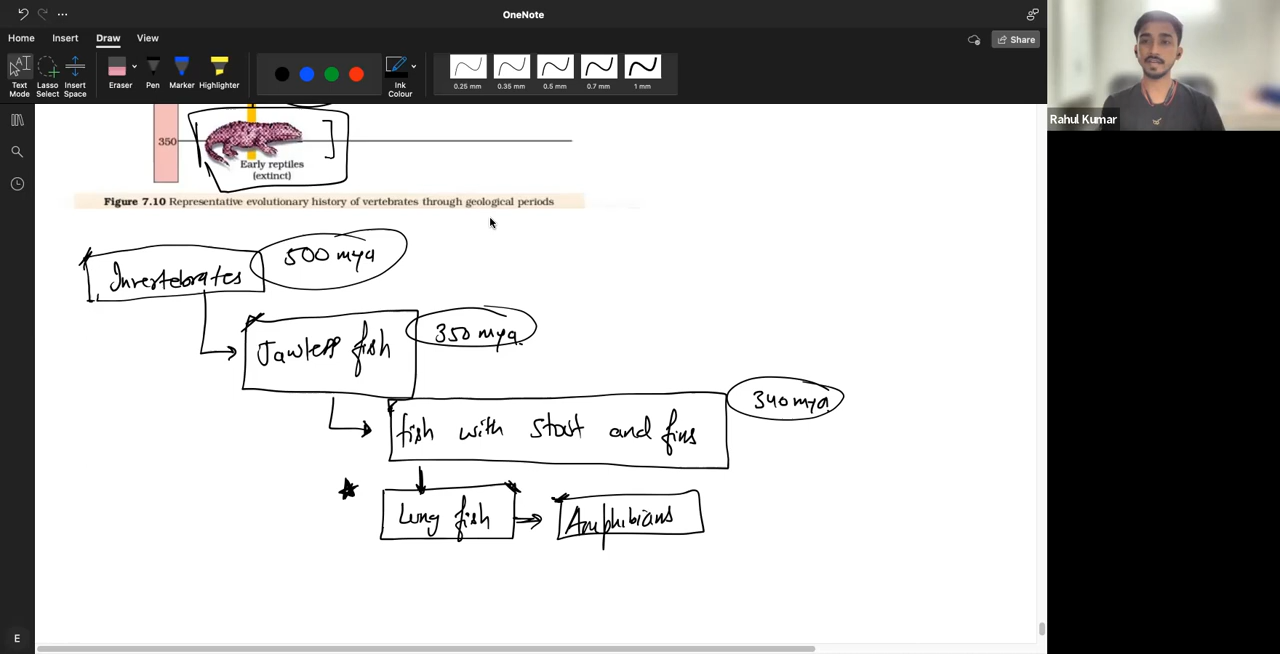 OneNote
Home Insert Draw View
Share
Text Mode
Lasso Select
Insert Space
Eraser
Pen
Marker
Highlighter
Ink Colour
0.25 mm
0.35 mm
0.5 mm
0.7 mm
1 mm
Rahul Kumar
350
Early reptiles
(extinct)
Figure 7.10 Representative evolutionary history of vertebrates through geological periods
Invertebrates
500 mya
Jawless fish
350 mya.
fish with stout and fins
340 mya.
Lung fish
Amphibians
E